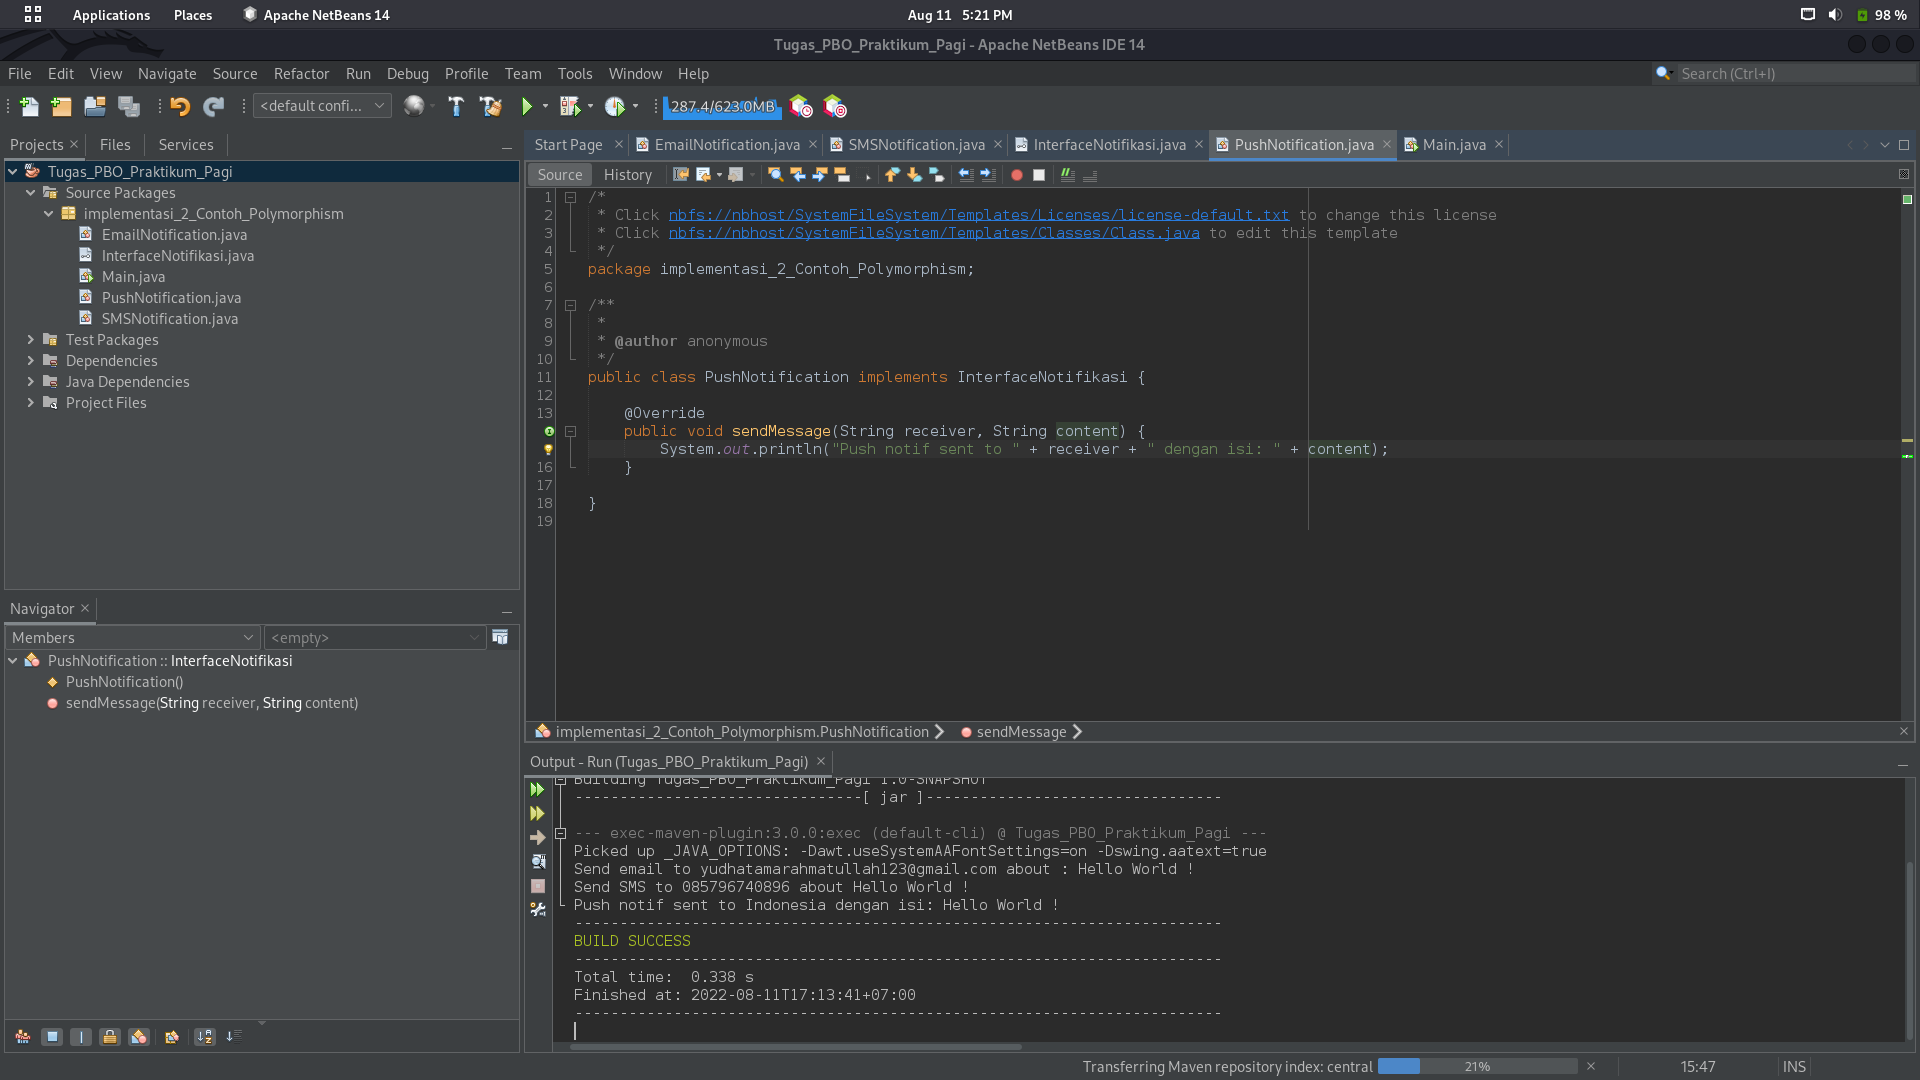 Applications Places Apache NetBeans 14 Aug 11 5:21 PM 98 %
Tugas_PBO_Praktikum_Pagi - Apache NetBeans IDE 14
File Edit View Navigate Source Refactor Run Debug Profile Team Tools Window Help Search (Ctrl+I)
<default confi... 287.4/623.0MB
Projects Files Services
Tugas_PBO_Praktikum_Pagi
Source Packages
implementasi_2_Contoh_Polymorphism
EmailNotification.java
InterfaceNotifikasi.java
Main.java
PushNotification.java
SMSNotification.java
Test Packages
Dependencies
Java Dependencies
Project Files
Navigator
Members <empty>
PushNotification :: InterfaceNotifikasi
PushNotification()
sendMessage(String receiver, String content)
Start Page EmailNotification.java SMSNotification.java InterfaceNotifikasi.java PushNotification.java Main.java
Source History
1 /*
2 * Click nbfs://nbhost/SystemFileSystem/Templates/Licenses/license-default.txt to change this license
3 * Click nbfs://nbhost/SystemFileSystem/Templates/Classes/Class.java to edit this template
4 */
5 package implementasi_2_Contoh_Polymorphism;
6
7 /**
8 *
9 * @author anonymous
10 */
11 public class PushNotification implements InterfaceNotifikasi {
12
13 @Override
public void sendMessage(String receiver, String content) {
System.out.println("Push notif sent to " + receiver + " dengan isi: " + content);
16 }
17
18 }
19
implementasi_2_Contoh_Polymorphism.PushNotification sendMessage
Output - Run (Tugas_PBO_Praktikum_Pagi)
Building Tugas_PBO_Praktikum_Pagi 1.0-SNAPSHOT
--------------------------------[ jar ]---------------------------------
--- exec-maven-plugin:3.0.0:exec (default-cli) @ Tugas_PBO_Praktikum_Pagi ---
Picked up _JAVA_OPTIONS: -Dawt.useSystemAAFontSettings=on -Dswing.aatext=true
Send email to yudhatamarahmatullah123@gmail.com about : Hello World !
Send SMS to 085796740896 about Hello World !
Push notif sent to Indonesia dengan isi: Hello World !
------------------------------------------------------------------------
BUILD SUCCESS
------------------------------------------------------------------------
Total time: 0.338 s
Finished at: 2022-08-11T17:13:41+07:00
------------------------------------------------------------------------
Transferring Maven repository index: central 21% 15:47 INS